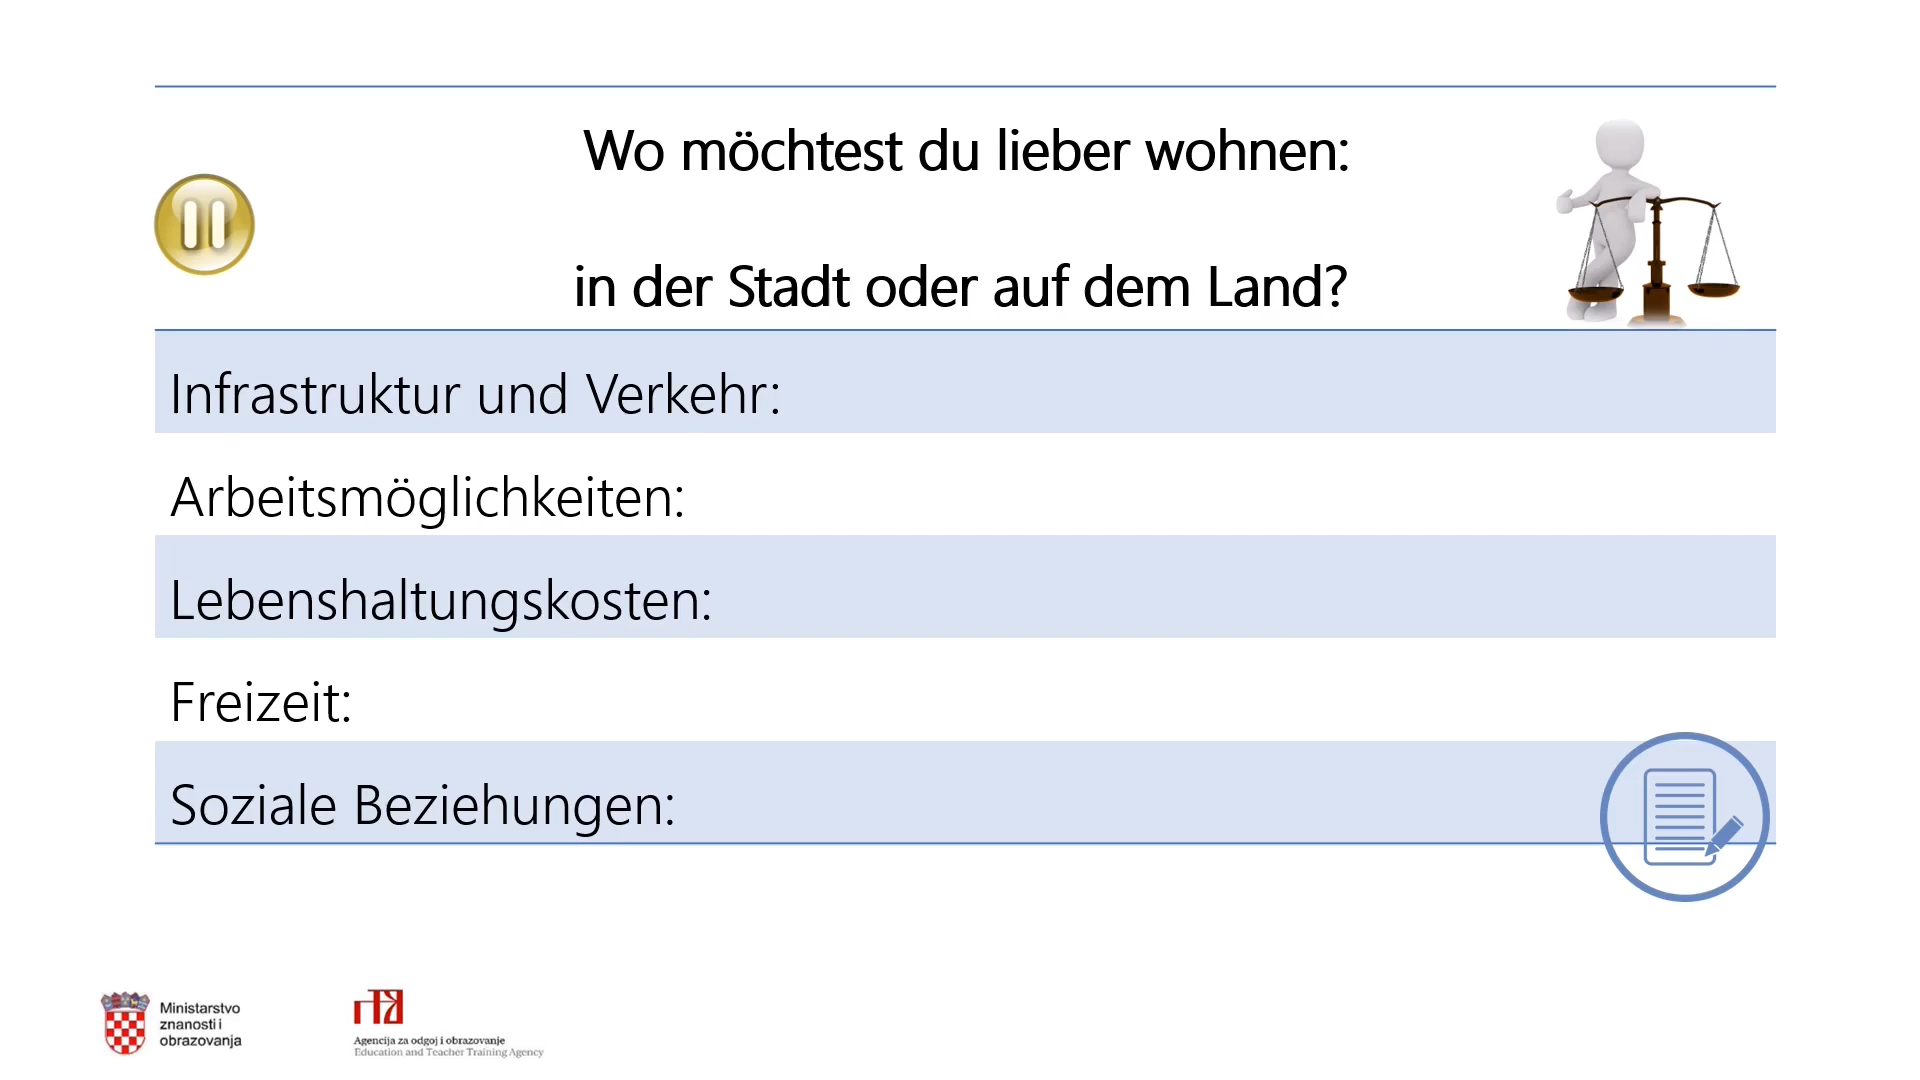 Wo möchtest du lieber wohnen:
in der Stadt oder auf dem Land?
Infrastruktur und Verkehr:
Arbeitsmöglichkeiten:
Lebenshaltungskosten:
Freizeit:
Soziale Beziehungen:
Ministarstvo
znanosti i
obrazovanja
Agencija za odgoj i obrazovanje
Education and Teacher Training Agency